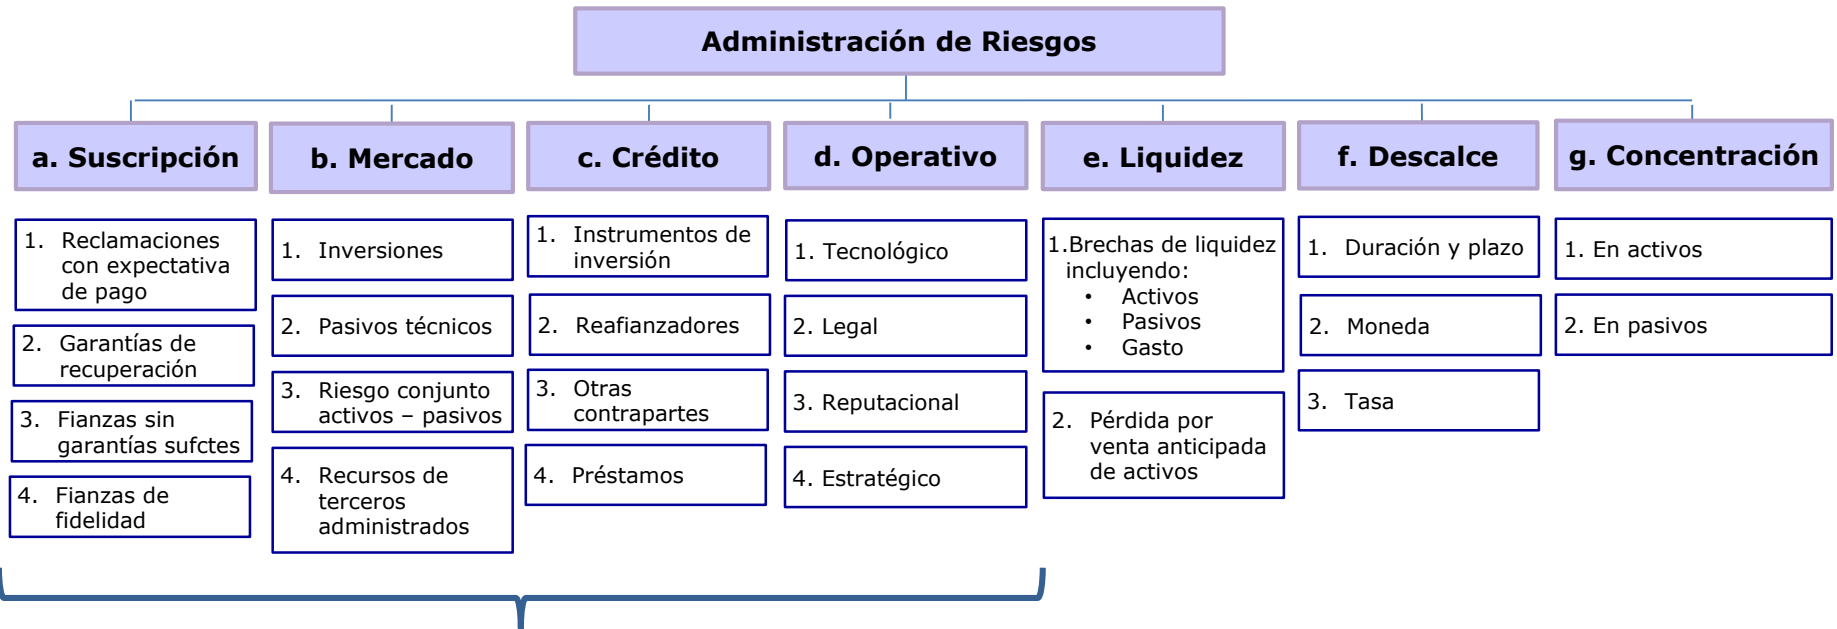 Administración de Riesgos
a. Suscripción
b. Mercado
c. Crédito
d. Operativo
e. Liquidez
f. Descalce
g. Concentración
1. Reclamaciones
con expectativa
de pago
2. Garantías de
recuperación
3. Fianzas sin
garantías sufctes
4. Fianzas de
fidelidad
1. Inversiones
2. Pasivos técnicos
3. Riesgo conjunto
activos – pasivos
4. Recursos de
terceros
administrados
1. Instrumentos de
inversión
2. Reafianzadores
3. Otras
contrapartes
4. Préstamos
1. Tecnológico
2. Legal
3. Reputacional
4. Estratégico
1.Brechas de liquidez
incluyendo:
• Activos
• Pasivos
• Gasto
2. Pérdida por
venta anticipada
de activos
1. Duración y plazo
2. Moneda
3. Tasa
1. En activos
2. En pasivos